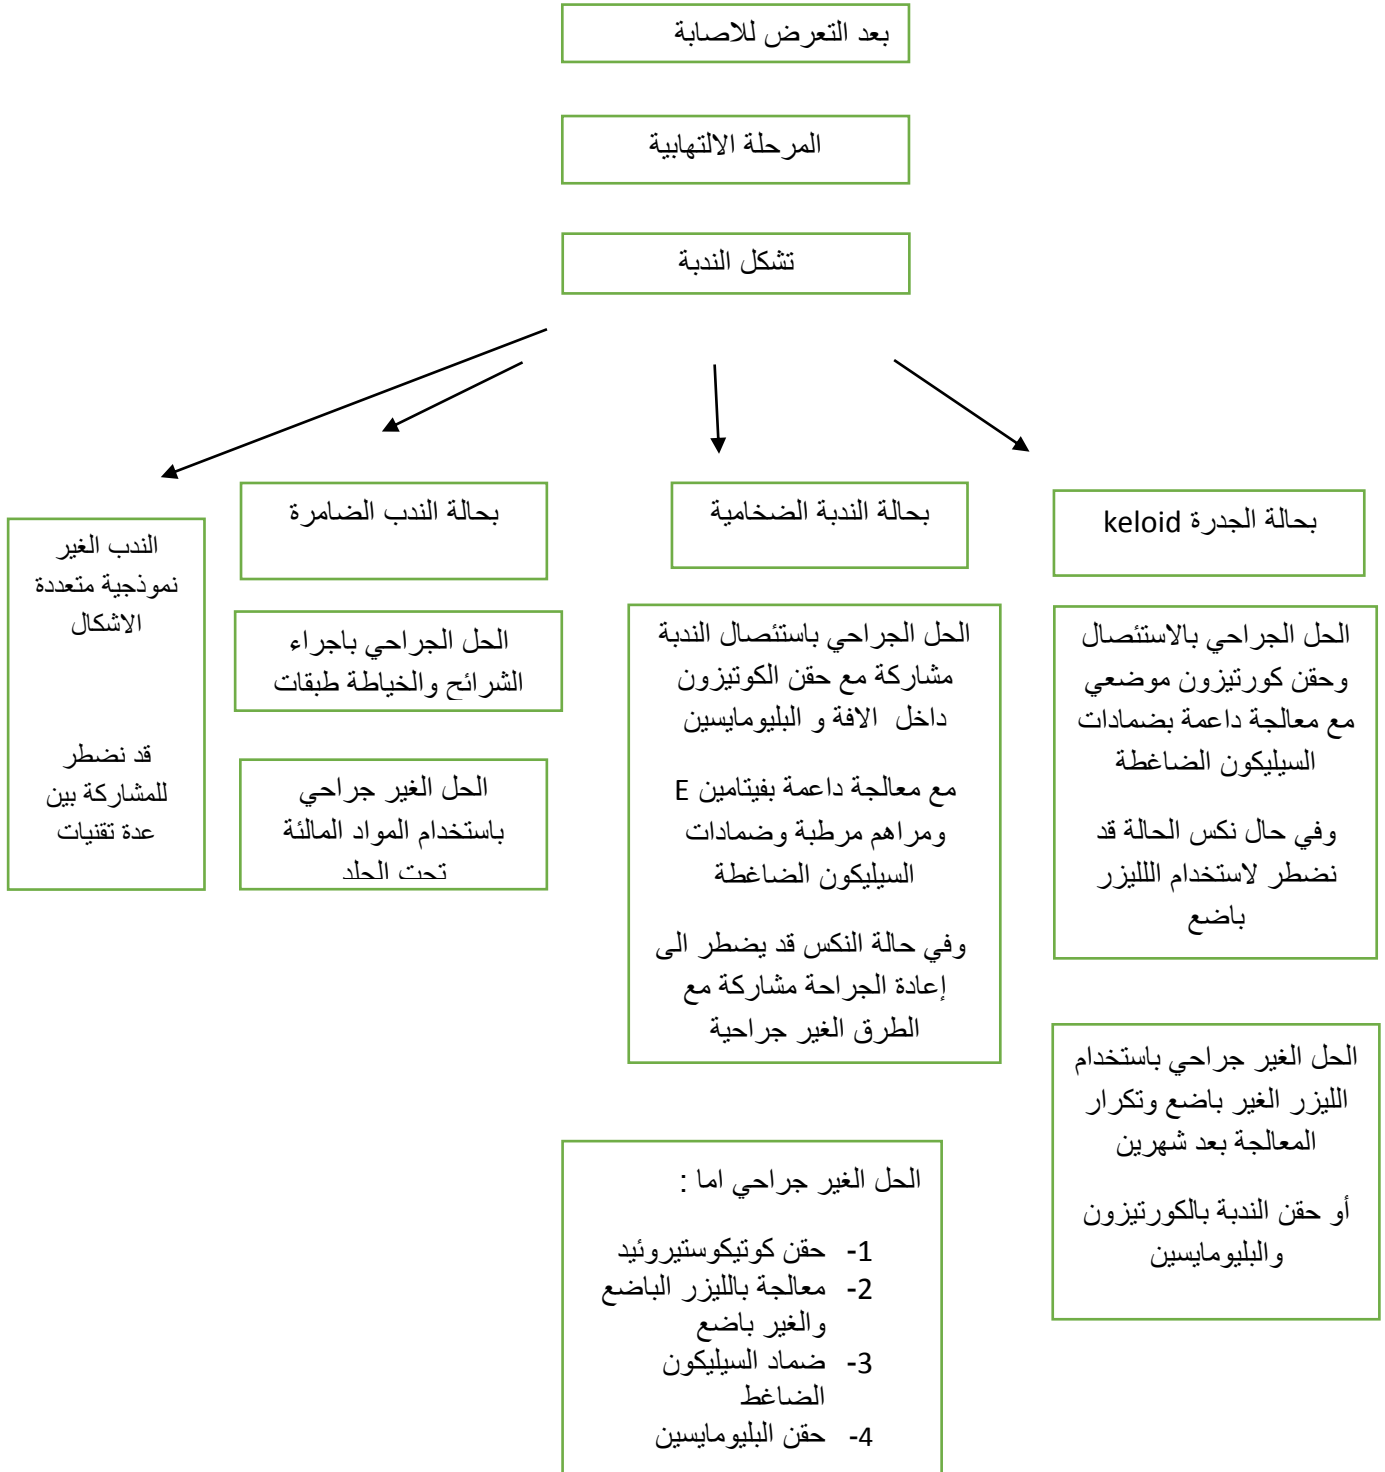 بعد التعرض للاصابة
المرحلة الالتهابية
تشكل الندبة
بحالة الجدرة keloid
الحل الجراحي بالاستئصال
وحقن كورتيزون موضعي
مع معالجة داعمة بضمادات
السيليكون الضاغطة
وفي حال نكس الحالة قد
نضطر لاستخدام الللیزر
باضع
الحل الغير جراحي باستخدام
الليزر الغير باضع وتكرار
المعالجة بعد شهرين
أو حقن الندبة بالكورتيزون
والبليومايسين
بحالة الندبة الضخامية
الحل الجراحي باستئصال الندبة
مشاركة مع حقن الكوتيزون
داخل الافة و البليومايسين
مع معالجة داعمة بفيتامين E
ومراهم مرطبة وضمادات
السيليكون الضاغطة
وفي حالة النكس قد يضطر الى
إعادة الجراحة مشاركة مع
الطرق الغير جراحية
الحل الغير جراحي اما :
1- حقن كوتيكوستيروئيد
2- معالجة بالليزر الباضع
والغير باضع
3- ضماد السيليكون
الضاغط
4- حقن البليومايسين
بحالة الندب الضامرة
الحل الجراحي باجراء
الشرائح والخياطة طبقات
الحل الغير جراحي
باستخدام المواد المالئة
تحت الجلد
الندب الغير
نموذجية متعددة
الاشكال
قد نضطر
للمشاركة بين
عدة تقنيات